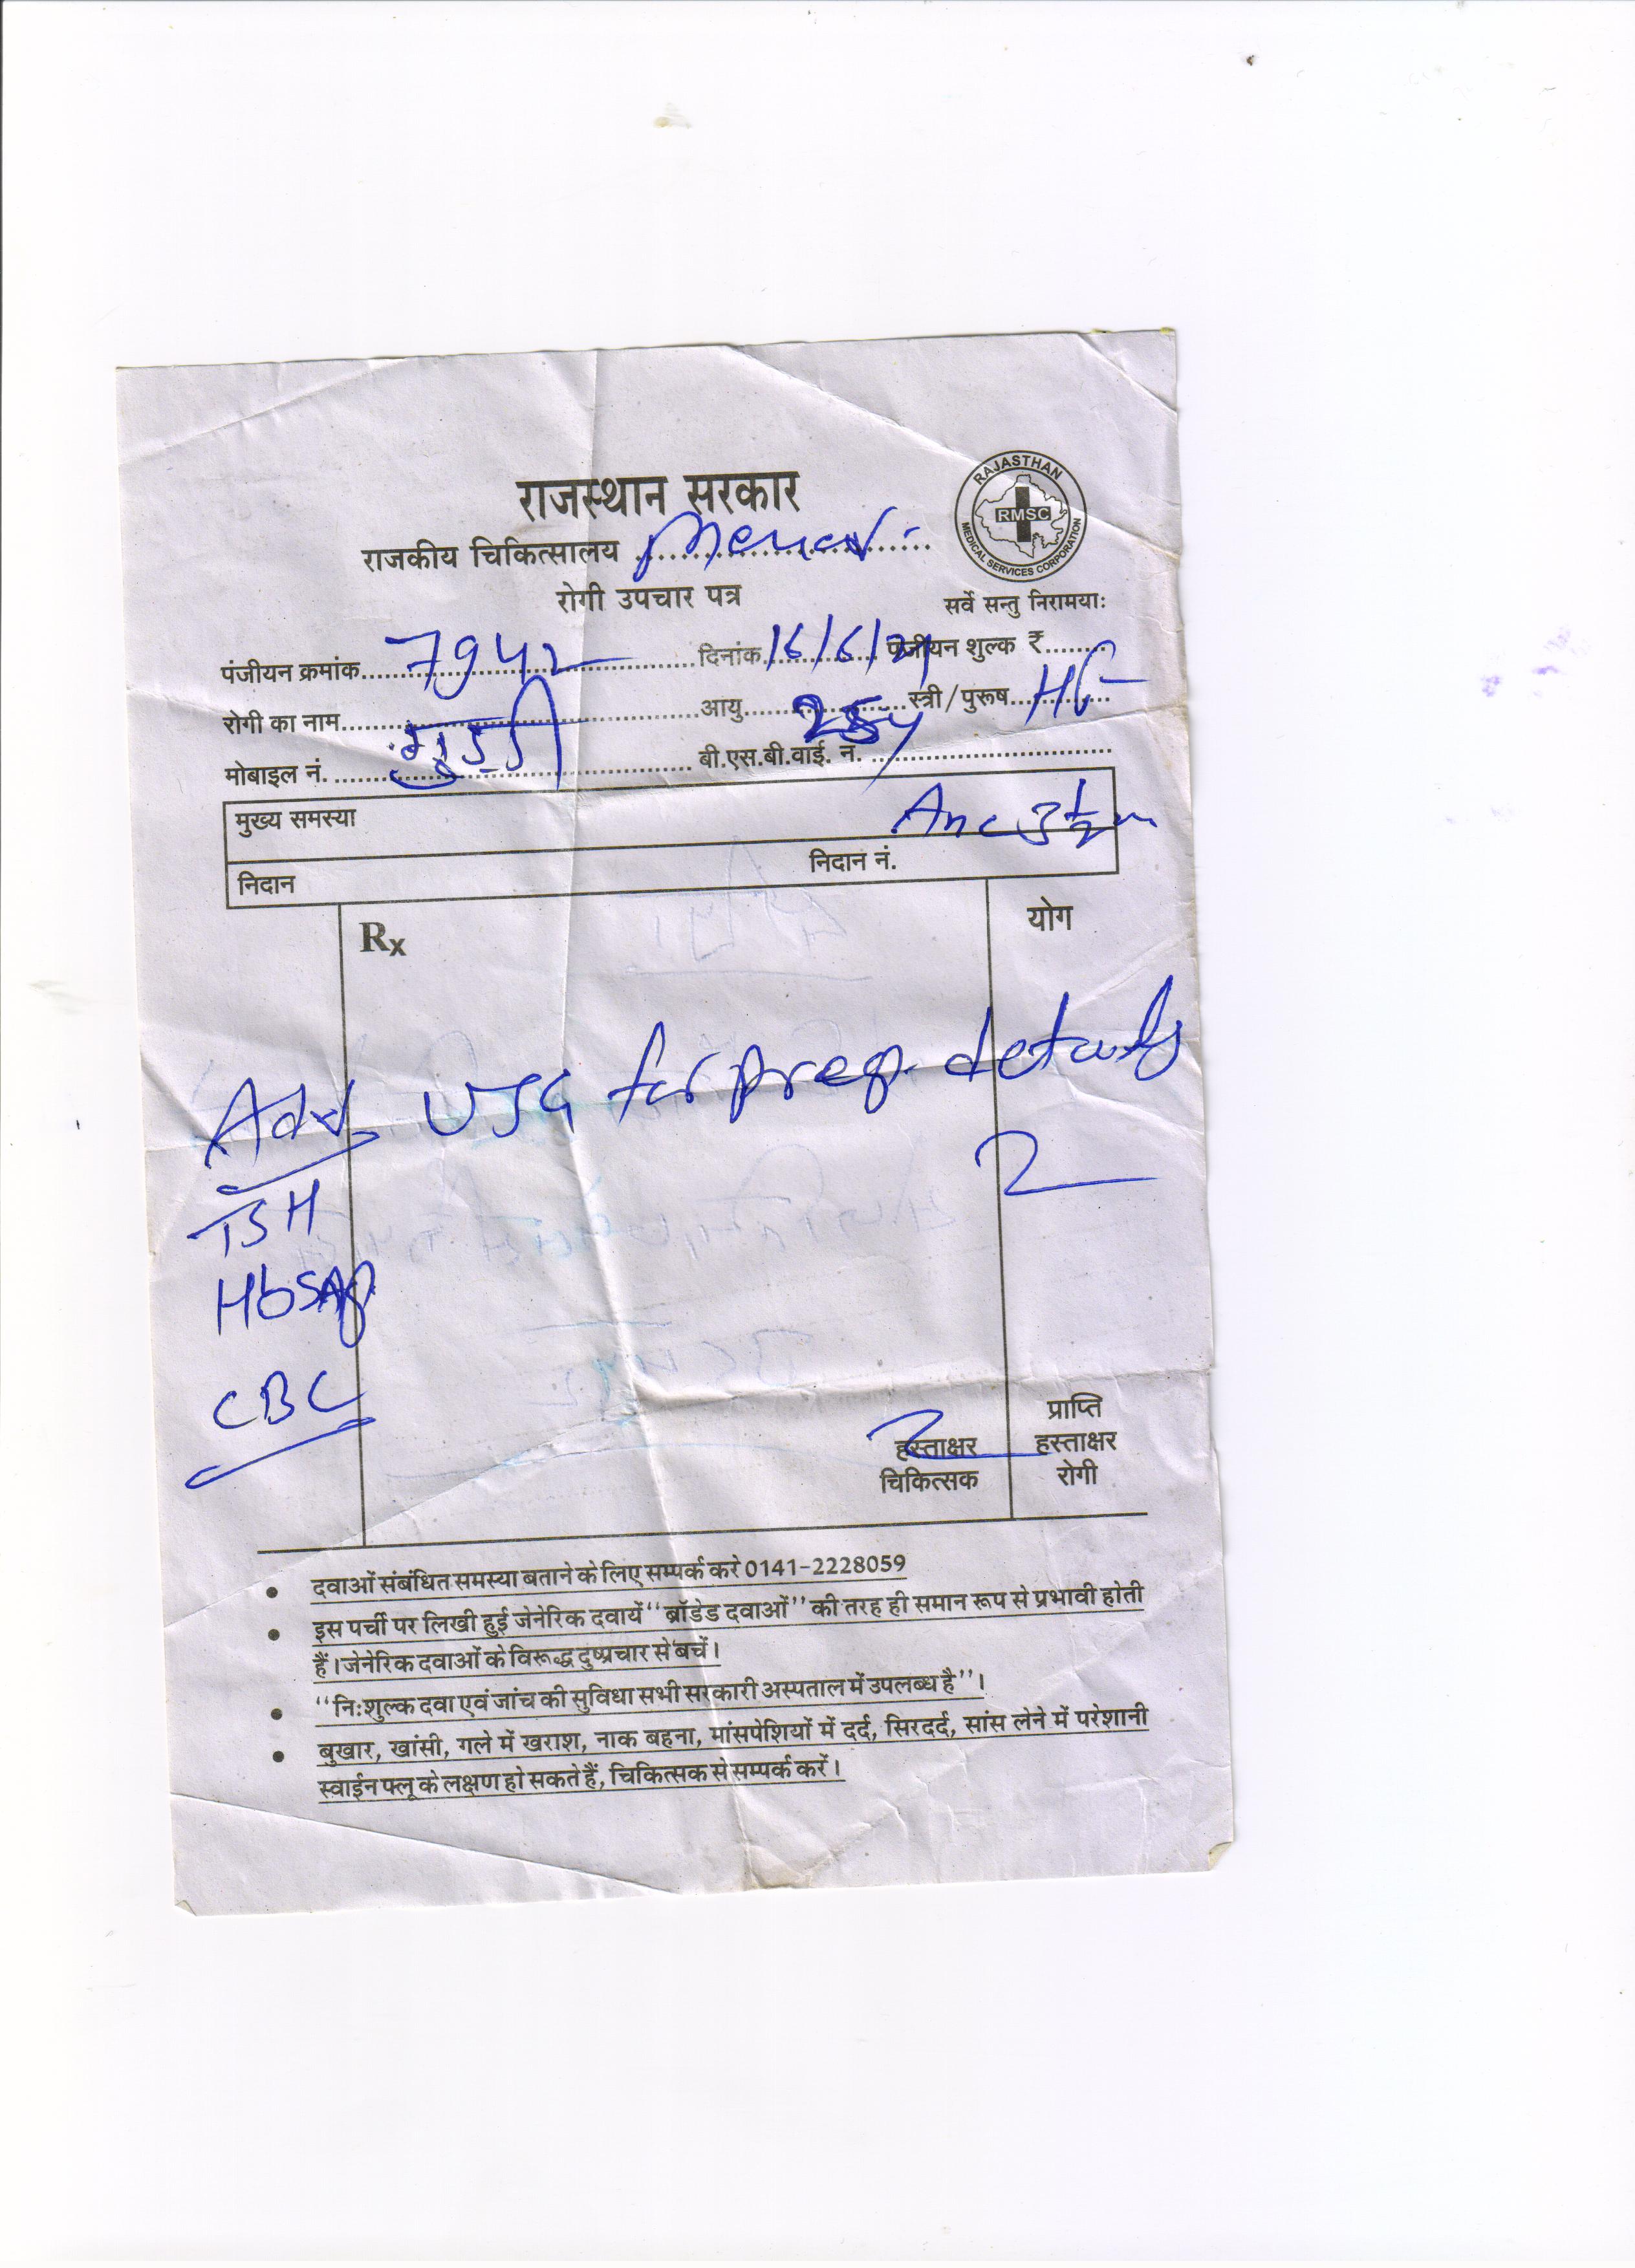 राजस्थान सरकार
RAJASTHAN
RMSC
MEDICAL SERVICES CORPORATION
राजकीय चिकित्सालय
रोगी उपचार पत्र
सर्वे सन्तु निरामयाः
पंजीयन क्रमांक 7942 दिनांक 16/6/21 पंजीयन शुल्क ₹
रोगी का नाम गुड्डी आयु स्त्री/पुरूष
मोबाइल नं. बी.एस.बी.वाई. न.
मुख्य समस्या Anc 3½ m
निदान निदान नं.
Rx योग
Adv, USG for preg. details
TSH
HbsAg
CBC
प्राप्ति
हस्ताक्षर हस्ताक्षर
चिकित्सक रोगी
• दवाओं संबंधित समस्या बताने के लिए सम्पर्क करे 0141-2228059
• इस पर्ची पर लिखी हुई जेनेरिक दवायें "ब्रॉडेड दवाओं" की तरह ही समान रूप से प्रभावी होती
हैं। जेनेरिक दवाओं के विरूद्ध दुष्प्रचार से बचें।
• "निःशुल्क दवा एवं जांच की सुविधा सभी सरकारी अस्पताल में उपलब्ध है"।
• बुखार, खांसी, गले में खराश, नाक बहना, मांसपेशियों में दर्द, सिरदर्द, सांस लेने में परेशानी
स्वाईन फ्लू के लक्षण हो सकते हैं, चिकित्सक से सम्पर्क करें।